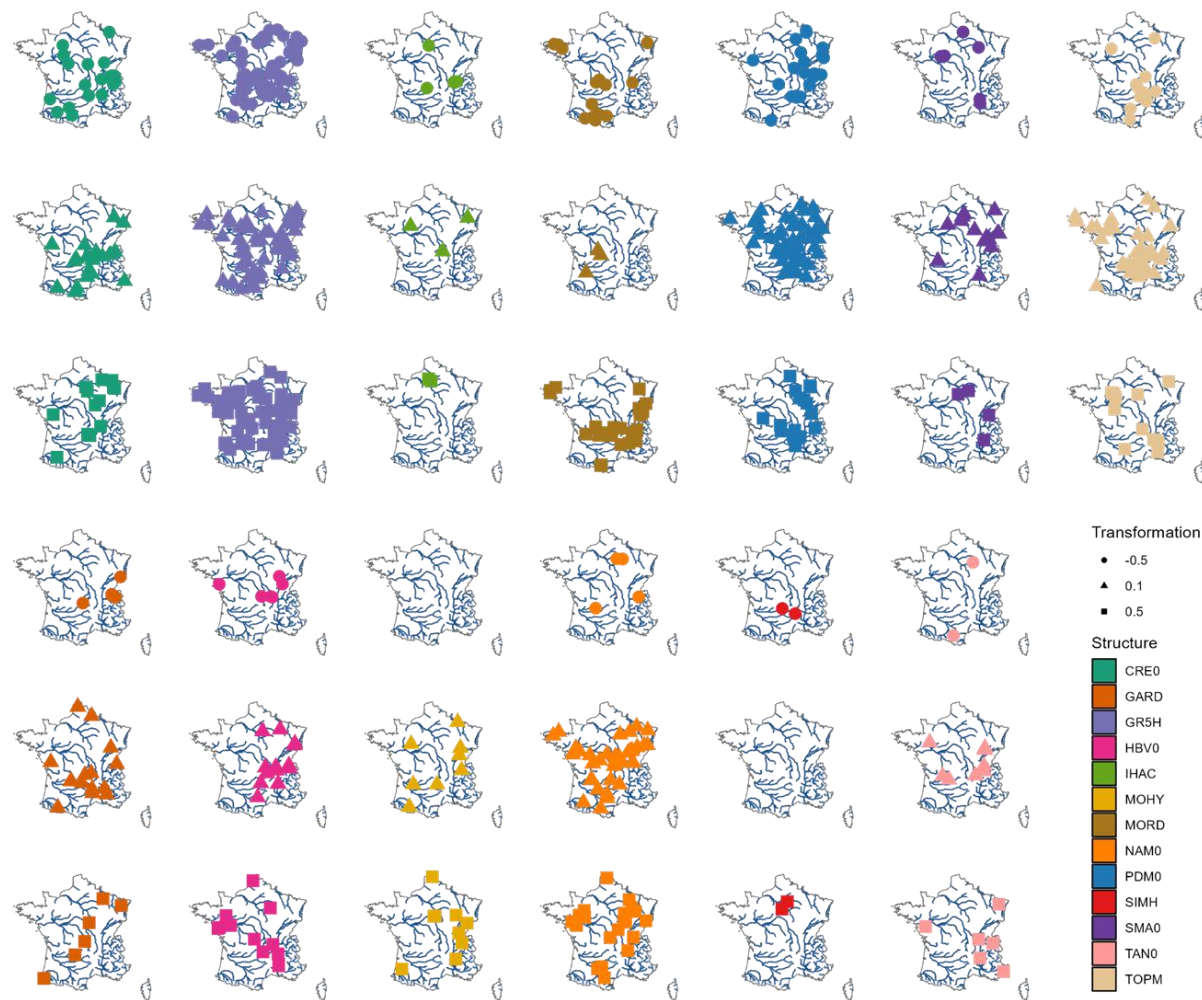 Transformation
-0.5
0.1
0.5
Structure
CRE0
GARD
GR5H
HBV0
IHAC
MOHY
MORD
NAM0
PDM0
SIMH
SMA0
TAN0
TOPM